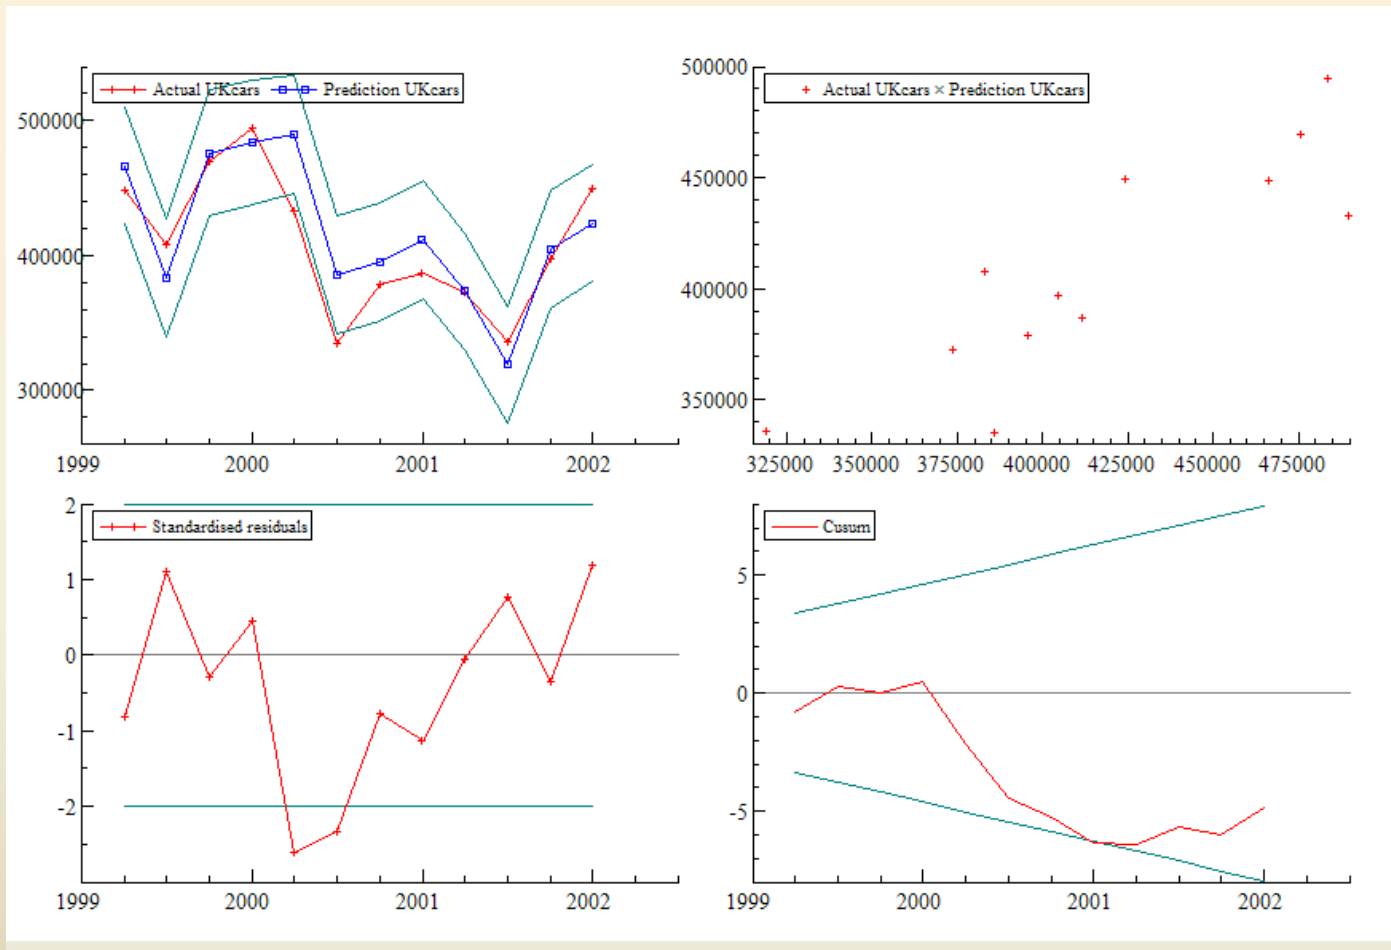 Actual UKcars Prediction UKcars
500000
400000
300000
1999 2000 2001 2002
Actual UKcars × Prediction UKcars
500000
450000
400000
350000
325000 350000 375000 400000 425000 450000 475000
Standardised residuals
2
1
0
-1
-2
1999 2000 2001 2002
Cusum
5
0
-5
1999 2000 2001 2002